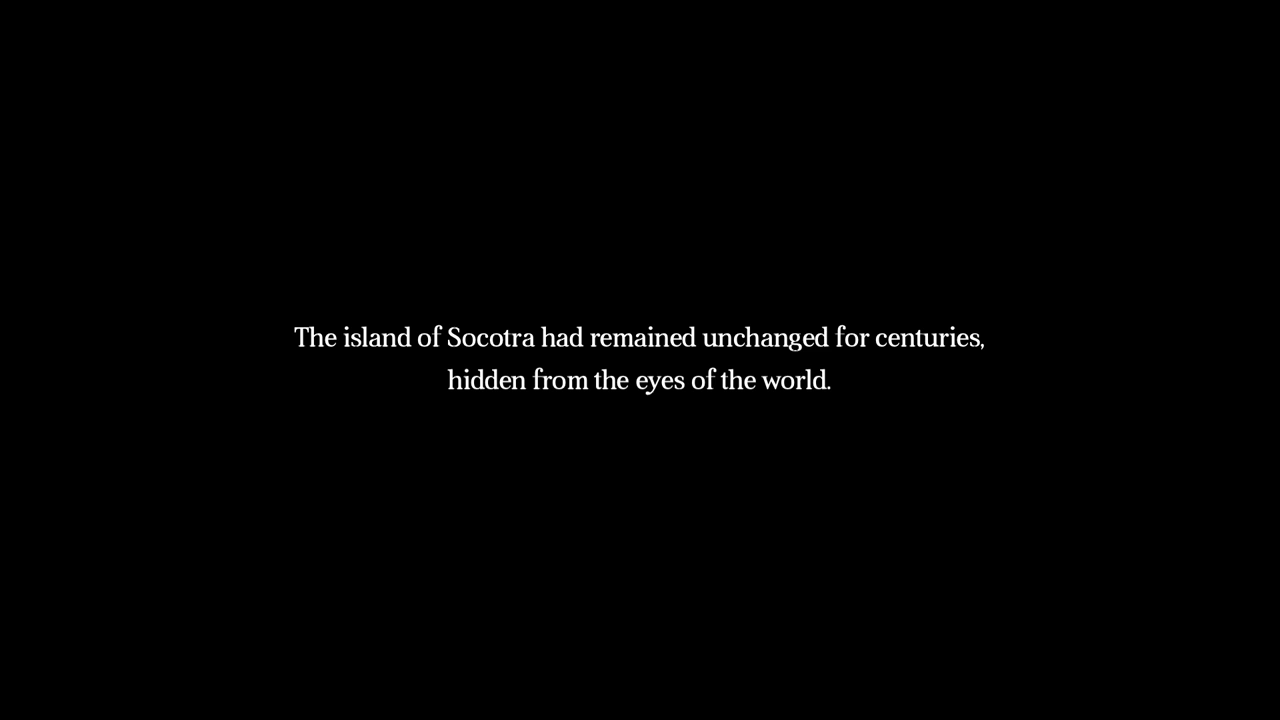 The island of Socotra had remained unchanged for centuries,
hidden from the eyes of the world.